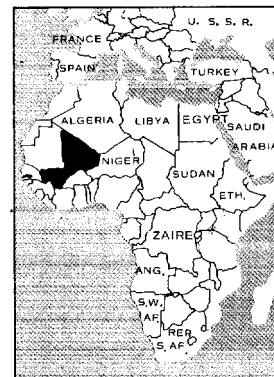 U. S. S. R.
FRANCE
SPAIN
TURKEY
ALGERIA
LIBYA
EGYPT
SAUDI
ARABIA
NIGER
SUDAN
ETH.
ZAIRE
ANG.
S.W.
AF.
REP.
S. AF.